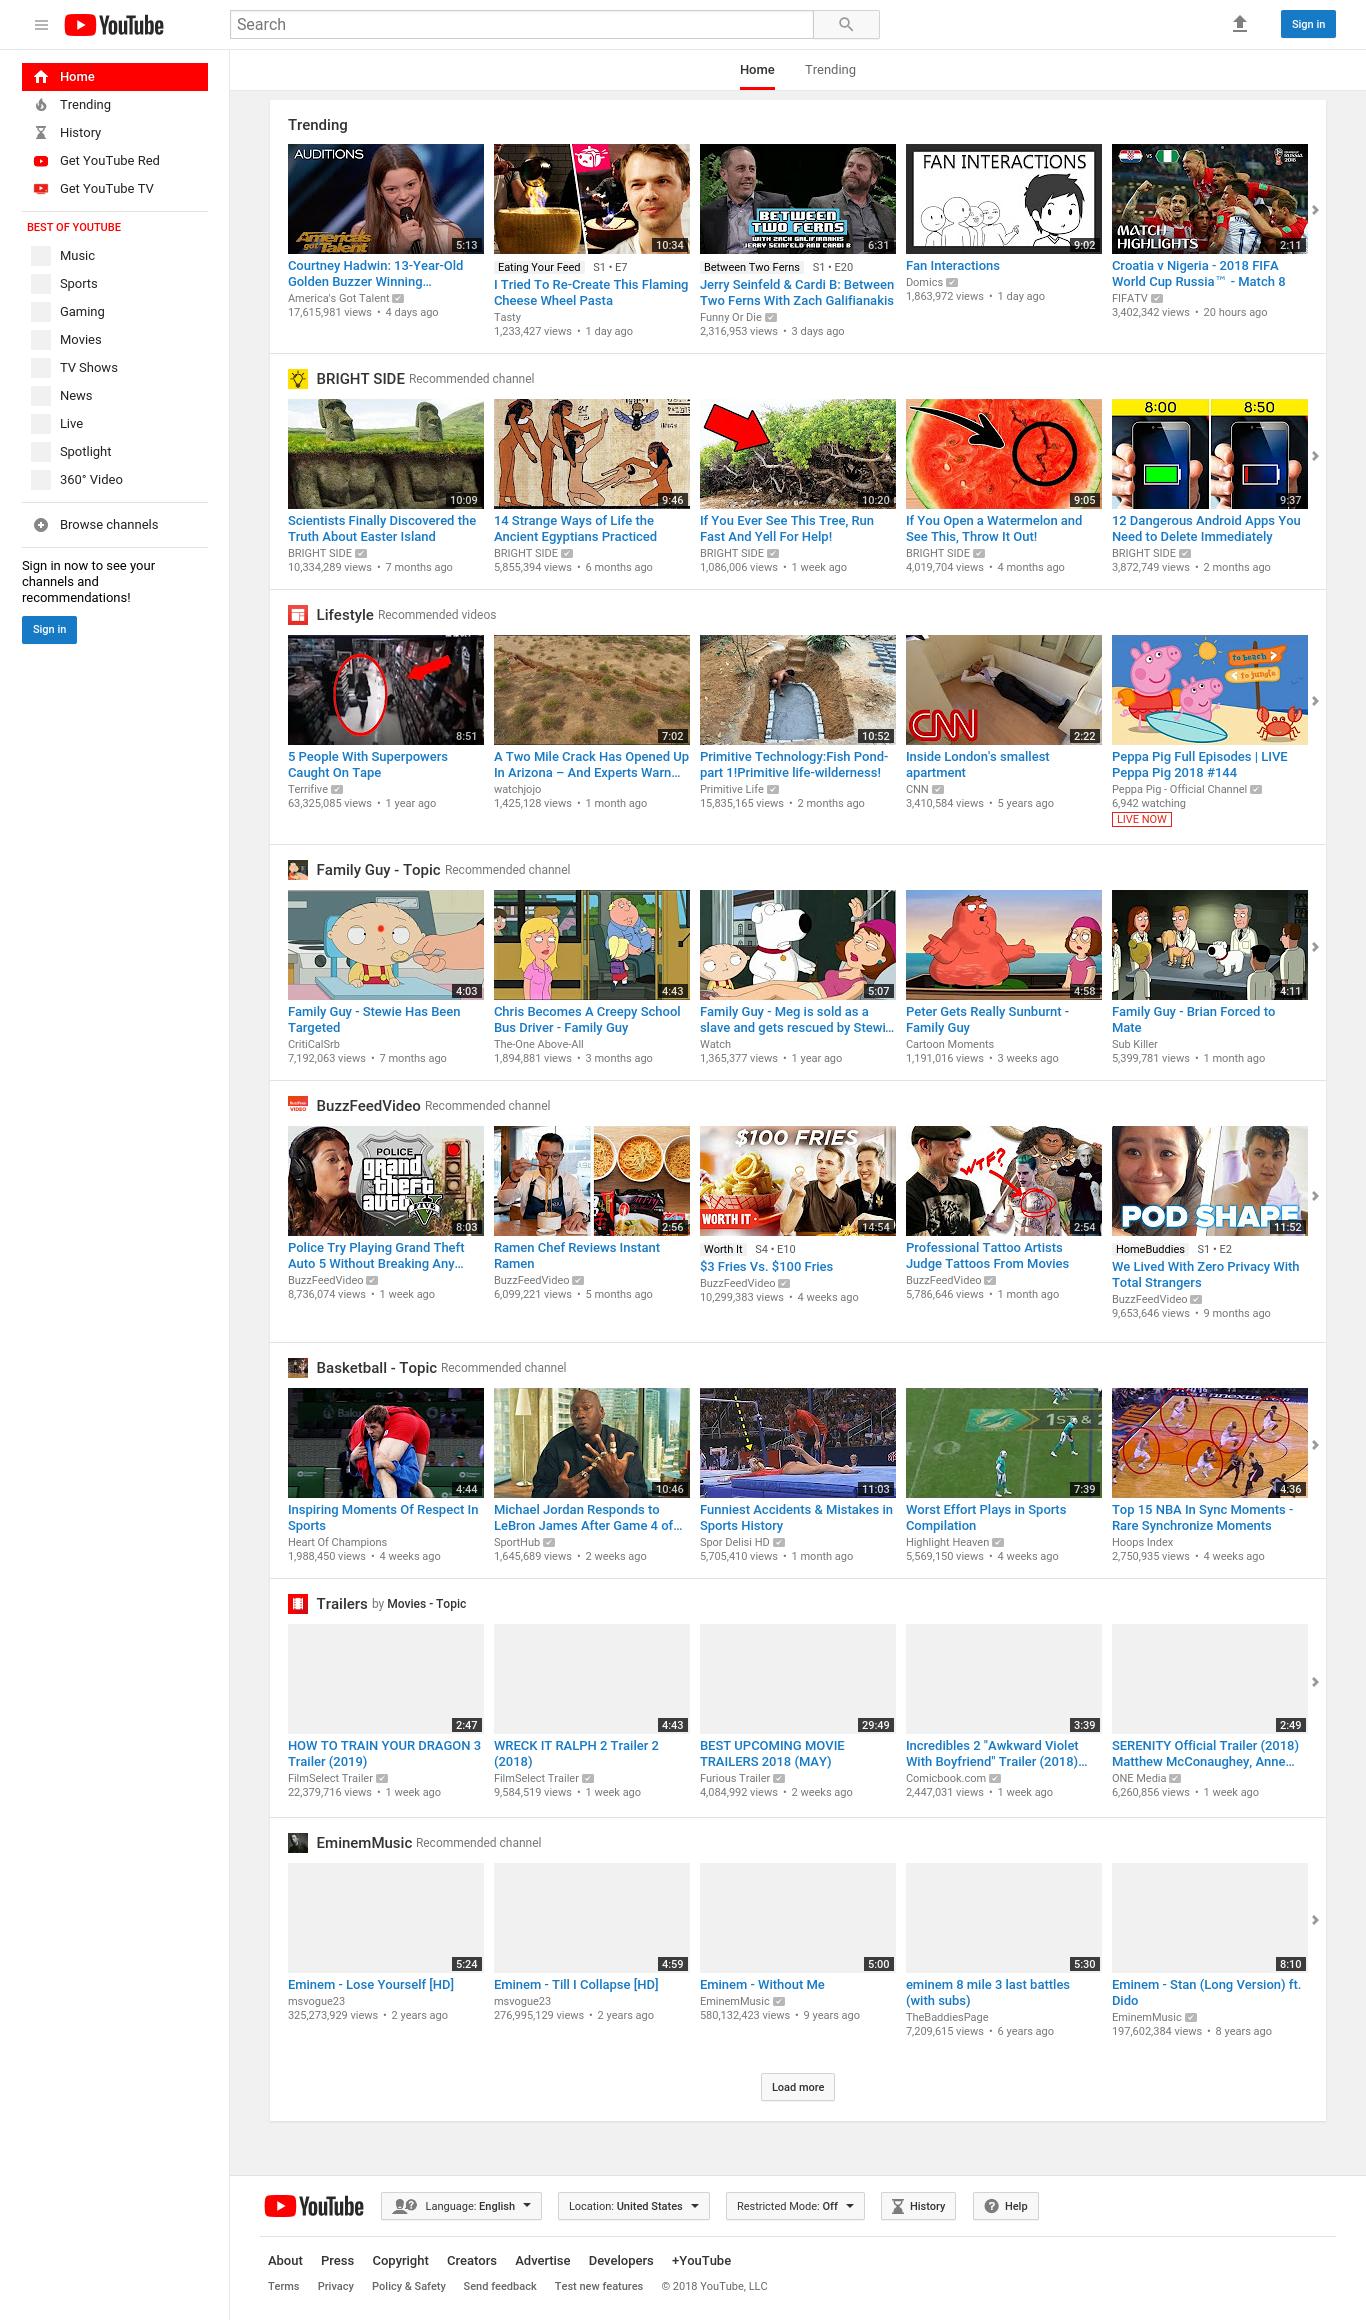 YouTube
Search
Sign in
Home
Trending
History
Get YouTube Red
Get YouTube TV
BEST OF YOUTUBE
Music
Sports
Gaming
Movies
TV Shows
News
Live
Spotlight
360° Video
Browse channels
Sign in now to see your
channels and
recommendations!
Sign in
Home Trending
Trending
AUDITIONS
America's got Talent
5:13
Courtney Hadwin: 13-Year-Old
Golden Buzzer Winning...
America's Got Talent
17,615,981 views • 4 days ago
10:34
Eating Your Feed S1 • E7
I Tried To Re-Create This Flaming
Cheese Wheel Pasta
Tasty
1,233,427 views • 1 day ago
BETWEEN
TWO FERNS
WITH ZACH GALIFIANAKIS
JERRY SEINFELD AND CARDI B
6:31
Between Two Ferns S1 • E20
Jerry Seinfeld & Cardi B: Between
Two Ferns With Zach Galifianakis
Funny Or Die
2,316,953 views • 3 days ago
FAN INTERACTIONS
9:02
Fan Interactions
Domics
1,863,972 views • 1 day ago
VS
RUSSIA
2018
MATCH
HIGHLIGHTS
2:11
Croatia v Nigeria - 2018 FIFA
World Cup Russia™ - Match 8
FIFATV
3,402,342 views • 20 hours ago
BRIGHT SIDE Recommended channel
10:09
Scientists Finally Discovered the
Truth About Easter Island
BRIGHT SIDE
10,334,289 views • 7 months ago
9:46
14 Strange Ways of Life the
Ancient Egyptians Practiced
BRIGHT SIDE
5,855,394 views • 6 months ago
10:20
If You Ever See This Tree, Run
Fast And Yell For Help!
BRIGHT SIDE
1,086,006 views • 1 week ago
9:05
If You Open a Watermelon and
See This, Throw It Out!
BRIGHT SIDE
4,019,704 views • 4 months ago
8:00 8:50
9:37
12 Dangerous Android Apps You
Need to Delete Immediately
BRIGHT SIDE
3,872,749 views • 2 months ago
Lifestyle Recommended videos
8:51
5 People With Superpowers
Caught On Tape
Terrifive
63,325,085 views • 1 year ago
7:02
A Two Mile Crack Has Opened Up
In Arizona – And Experts Warn...
watchjojo
1,425,128 views • 1 month ago
10:52
Primitive Technology:Fish Pond-
part 1!Primitive life-wilderness!
Primitive Life
15,835,165 views • 2 months ago
CNN
2:22
Inside London's smallest
apartment
CNN
3,410,584 views • 5 years ago
to beach
to jungle
Peppa Pig Full Episodes | LIVE
Peppa Pig 2018 #144
Peppa Pig - Official Channel
6,942 watching
LIVE NOW
Family Guy - Topic Recommended channel
4:03
Family Guy - Stewie Has Been
Targeted
CritiCalSrb
7,192,063 views • 7 months ago
4:43
Chris Becomes A Creepy School
Bus Driver - Family Guy
The-One Above-All
1,894,881 views • 3 months ago
5:07
Family Guy - Meg is sold as a
slave and gets rescued by Stewi...
Watch
1,365,377 views • 1 year ago
4:58
Peter Gets Really Sunburnt -
Family Guy
Cartoon Moments
1,191,016 views • 3 weeks ago
4:11
Family Guy - Brian Forced to
Mate
Sub Killer
5,399,781 views • 1 month ago
BuzzFeedVideo Recommended channel
POLICE
grand
theft
auto
FIVE
8:03
Police Try Playing Grand Theft
Auto 5 Without Breaking Any...
BuzzFeedVideo
8,736,074 views • 1 week ago
2:56
Ramen Chef Reviews Instant
Ramen
BuzzFeedVideo
6,099,221 views • 5 months ago
$100 FRIES
WORTH IT
14:54
Worth It S4 • E10
$3 Fries Vs. $100 Fries
BuzzFeedVideo
10,299,383 views • 4 weeks ago
WTF?
2:54
Professional Tattoo Artists
Judge Tattoos From Movies
BuzzFeedVideo
5,786,646 views • 1 month ago
POD SHAPE
11:52
HomeBuddies S1 • E2
We Lived With Zero Privacy With
Total Strangers
BuzzFeedVideo
9,653,646 views • 9 months ago
Basketball - Topic Recommended channel
Baku
4:44
Inspiring Moments Of Respect In
Sports
Heart Of Champions
1,988,450 views • 4 weeks ago
10:46
Michael Jordan Responds to
LeBron James After Game 4 of...
SportHub
1,645,689 views • 2 weeks ago
11:03
Funniest Accidents & Mistakes in
Sports History
Spor Delisi HD
5,705,410 views • 1 month ago
1ST & 2
7:39
Worst Effort Plays in Sports
Compilation
Highlight Heaven
5,569,150 views • 4 weeks ago
4:36
Top 15 NBA In Sync Moments -
Rare Synchronize Moments
Hoops Index
2,750,935 views • 4 weeks ago
Trailers by Movies - Topic
2:47
HOW TO TRAIN YOUR DRAGON 3
Trailer (2019)
FilmSelect Trailer
22,379,716 views • 1 week ago
4:43
WRECK IT RALPH 2 Trailer 2
(2018)
FilmSelect Trailer
9,584,519 views • 1 week ago
29:49
BEST UPCOMING MOVIE
TRAILERS 2018 (MAY)
Furious Trailer
4,084,992 views • 2 weeks ago
3:39
Incredibles 2 "Awkward Violet
With Boyfriend" Trailer (2018)...
Comicbook.com
2,447,031 views • 1 week ago
2:49
SERENITY Official Trailer (2018)
Matthew McConaughey, Anne...
ONE Media
6,260,856 views • 1 week ago
EminemMusic Recommended channel
5:24
Eminem - Lose Yourself [HD]
msvogue23
325,273,929 views • 2 years ago
4:59
Eminem - Till I Collapse [HD]
msvogue23
276,995,129 views • 2 years ago
5:00
Eminem - Without Me
EminemMusic
580,132,423 views • 9 years ago
5:30
eminem 8 mile 3 last battles
(with subs)
TheBaddiesPage
7,209,615 views • 6 years ago
8:10
Eminem - Stan (Long Version) ft.
Dido
EminemMusic
197,602,384 views • 8 years ago
Load more
YouTube Language: English Location: United States Restricted Mode: Off History Help
About Press Copyright Creators Advertise Developers +YouTube
Terms Privacy Policy & Safety Send feedback Test new features © 2018 YouTube, LLC